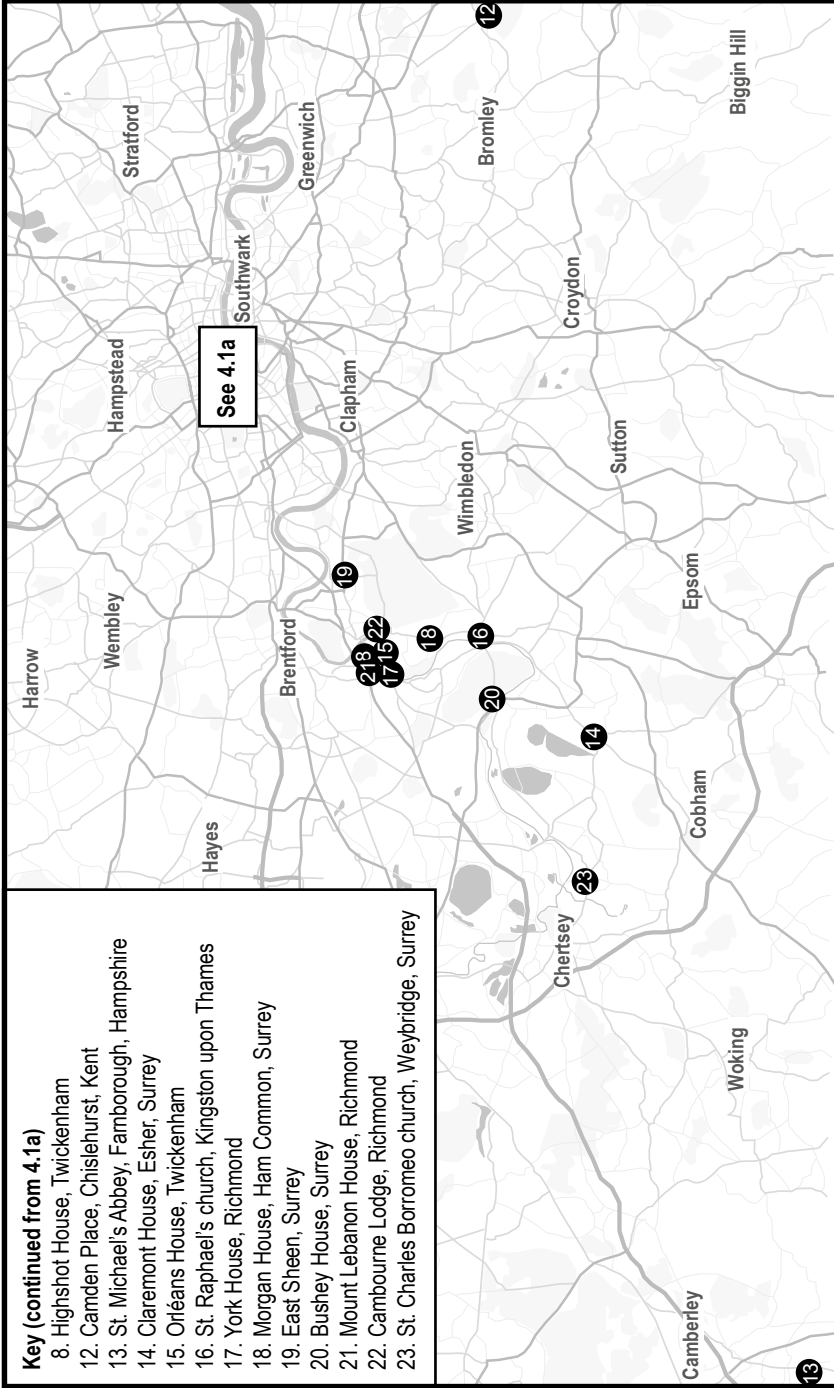 Key (continued from 4.1a)
8. Highshot House, Twickenham
12. Camden Place, Chislehurst, Kent
13. St. Michael's Abbey, Farnborough, Hampshire
14. Claremont House, Esher, Surrey
15. Orléans House, Twickenham
16. St. Raphael's church, Kingston upon Thames
17. York House, Richmond
18. Morgan House, Ham Common, Surrey
19. East Sheen, Surrey
20. Bushey House, Surrey
21. Mount Lebanon House, Richmond
22. Cambourne Lodge, Richmond
23. St. Charles Borromeo church, Weybridge, Surrey
Harrow
Wembley
Hampstead
Stratford
Hayes
Brentford
See 4.1a
Southwark
Greenwich
Clapham
19
22
8
21
15
17
18
16
20
Wimbledon
Bromley
12
Chertsey
23
14
Sutton
Croydon
Cobham
Epsom
Biggin Hill
Woking
Camberley
13